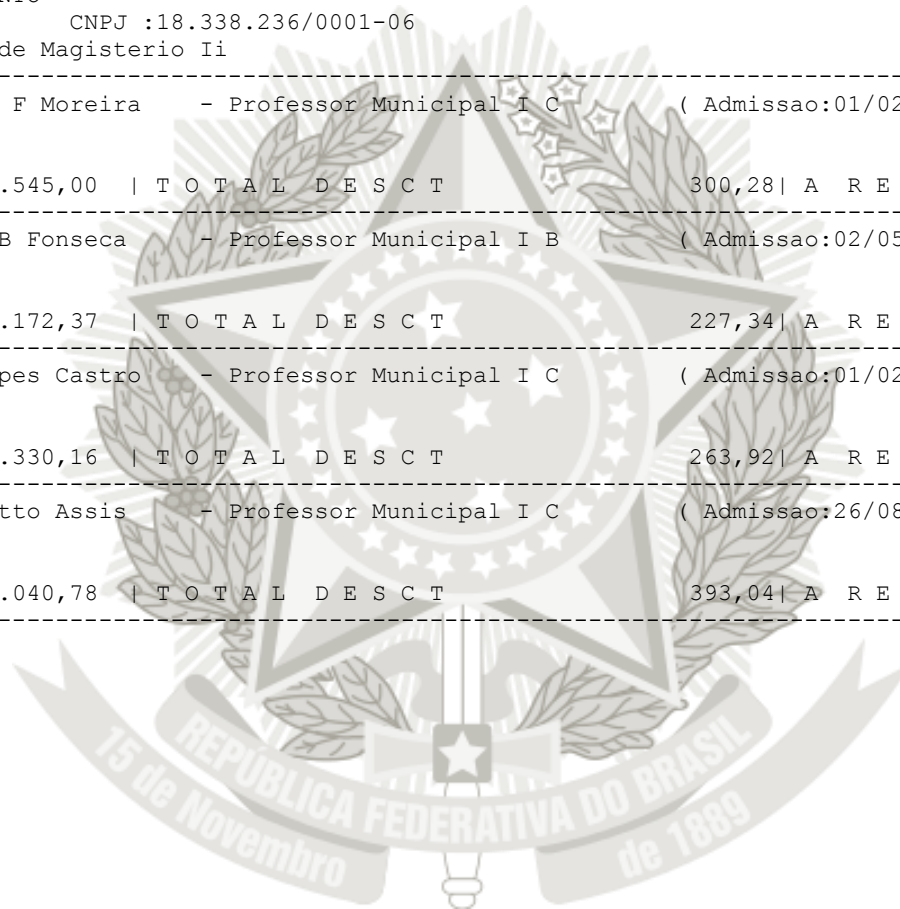 CNPJ :18.338.236/0001-06
de Magisterio Ii
--------------------------------------------------------------------------
F Moreira - Professor Municipal I C ( Admissao:01/02
.545,00 | T O T A L D E S C T 300,28| A R E
--------------------------------------------------------------------------
B Fonseca - Professor Municipal I B ( Admissao:02/05
.172,37 | T O T A L D E S C T 227,34| A R E
--------------------------------------------------------------------------
pes Castro - Professor Municipal I C ( Admissao:01/02
.330,16 | T O T A L D E S C T 263,92| A R E
--------------------------------------------------------------------------
tto Assis - Professor Municipal I C ( Admissao:26/08
.040,78 | T O T A L D E S C T 393,04| A R E
--------------------------------------------------------------------------
REPÚBLICA FEDERATIVA DO BRASIL
15 de Novembro de 1889